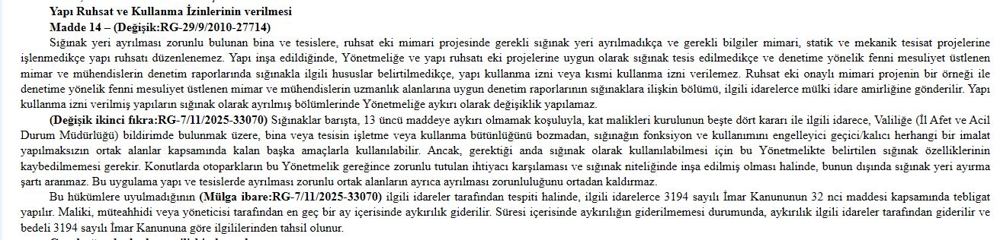 Yapı Ruhsat ve Kullanma İzinlerinin verilmesi
Madde 14 – (Değişik:RG-29/9/2010-27714)
Sığınak yeri ayrılması zorunlu bulunan bina ve tesislere, ruhsat eki mimari projesinde gerekli sığınak yeri ayrılmadıkça ve gerekli bilgiler mimari, statik ve mekanik tesisat projelerine
işlenmedikçe yapı ruhsatı düzenlenemez. Yapı inşa edildiğinde, Yönetmeliğe ve yapı ruhsatı eki projelerine uygun olarak sığınak tesis edilmedikçe ve denetime yönelik fenni mesuliyet üstlenen
mimar ve mühendislerin denetim raporlarında sığınakla ilgili hususlar belirtilmedikçe, yapı kullanma izni veya kısmi kullanma izni verilemez. Ruhsat eki onaylı mimari projenin bir örneği ile
denetime yönelik fenni mesuliyet üstlenen mimar ve mühendislerin uzmanlık alanlarına uygun denetim raporlarının sığınaklara ilişkin bölümü, ilgili idarelerce mülki idare amirliğine gönderilir. Yapı
kullanma izni verilmiş yapıların sığınak olarak ayrılmış bölümlerinde Yönetmeliğe aykırı olarak değişiklik yapılamaz.
(Değişik ikinci fıkra:RG-7/11/2025-33070) Sığınaklar barışta, 13 üncü maddeye aykırı olmamak koşuluyla, kat malikleri kurulunun beşte dört kararı ile ilgili idarece, Valiliğe (İl Afet ve Acil
Durum Müdürlüğü) bildirimde bulunmak üzere, bina veya tesisin işletme veya kullanma bütünlüğünü bozmadan, sığınağın fonksiyon ve kullanımını engelleyici geçici/kalıcı herhangi bir imalat
yapılmaksızın ortak alanlar kapsamında kalan başka amaçlarla kullanılabilir. Ancak, gerektiği anda sığınak olarak kullanılabilmesi için bu Yönetmelikte belirtilen sığınak özelliklerinin
kaybedilmemesi gerekir. Konutlarda otoparkların bu Yönetmelik gereğince zorunlu tutulan ihtiyacı karşılaması ve sığınak niteliğinde inşa edilmiş olması halinde, bunun dışında sığınak yeri ayırma
şartı aranmaz. Bu uygulama yapı ve tesislerde ayrılması zorunlu ortak alanların ayrıca ayrılması zorunluluğunu ortadan kaldırmaz.
Bu hükümlere uyulmadığının (Mülga ibare:RG-7/11/2025-33070) ilgili idareler tarafından tespiti halinde, ilgili idarelerce 3194 sayılı İmar Kanununun 32 nci maddesi kapsamında tebligat
yapılır. Maliki, müteahhidi veya yöneticisi tarafından en geç bir ay içerisinde aykırılık giderilir. Süresi içerisinde aykırılığın giderilmemesi durumunda, aykırılık ilgili idareler tarafından giderilir ve
bedeli 3194 sayılı İmar Kanununa göre ilgililerinden tahsil olunur.